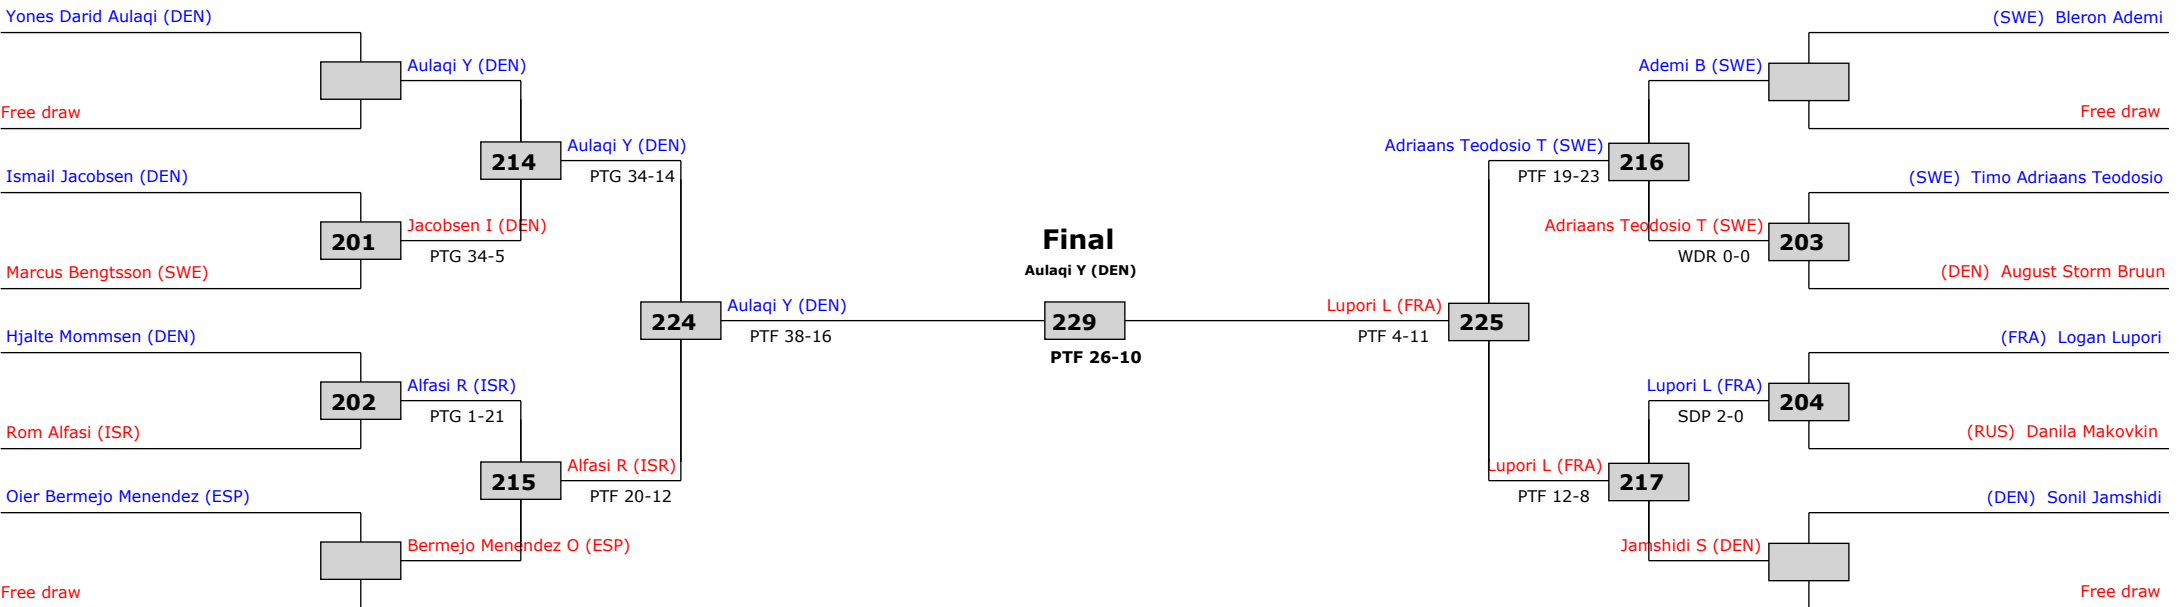 Yones Darid Aulaqi (DEN)
Aulaqi Y (DEN)
Free draw
214
Aulaqi Y (DEN)
PTG 34-14
Ismail Jacobsen (DEN)
201
Jacobsen I (DEN)
PTG 34-5
Marcus Bengtsson (SWE)
224
Aulaqi Y (DEN)
PTF 38-16
Hjalte Mommsen (DEN)
202
Alfasi R (ISR)
PTG 1-21
Rom Alfasi (ISR)
215
Alfasi R (ISR)
PTF 20-12
Oier Bermejo Menendez (ESP)
Bermejo Menendez O (ESP)
Free draw
Final
Aulaqi Y (DEN)
229
PTF 26-10
(SWE) Bleron Ademi
Ademi B (SWE)
Free draw
Adriaans Teodosio T (SWE)
216
PTF 19-23
(SWE) Timo Adriaans Teodosio
Adriaans Teodosio T (SWE)
203
WDR 0-0
(DEN) August Storm Bruun
Lupori L (FRA)
225
PTF 4-11
(FRA) Logan Lupori
Lupori L (FRA)
204
SDP 2-0
(RUS) Danila Makovkin
Lupori L (FRA)
217
PTF 12-8
(DEN) Sonil Jamshidi
Jamshidi S (DEN)
Free draw